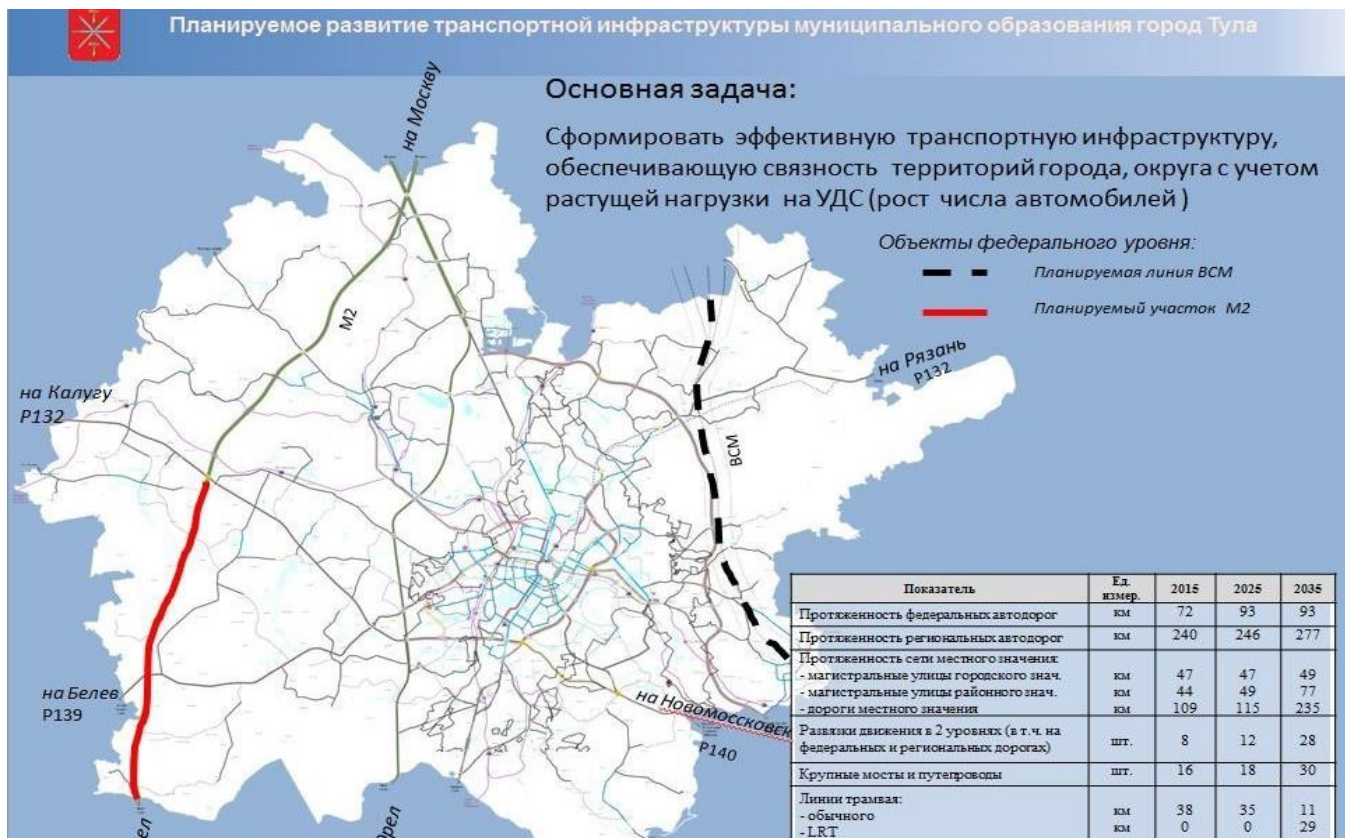 Планируемое развитие транспортной инфраструктуры муниципального образования город Тула
Основная задача:
Сформировать эффективную транспортную инфраструктуру,
обеспечивающую связность территорий города, округа с учетом
растущей нагрузки на УДС (рост числа автомобилей )
Объекты федерального уровня:
Планируемая линия ВСМ
Планируемый участок М2
на Москву
М2
на Рязань
Р132
на Калугу
Р132
ВСМ
на Белев
Р139
на Новомосковск
Р140
Показатель Ед. измер. 2015 2025 2035
Протяженность федеральных автодорог км 72 93 93
Протяженность региональных автодорог км 240 246 277
Протяженность сети местного значения:
- магистральные улицы городского знач. км 47 47 49
- магистральные улицы районного знач. км 44 49 77
- дороги местного значения км 109 115 235
Развязки движения в 2 уровнях (в т.ч. на
федеральных и региональных дорогах) шт. 8 12 28
Крупные мосты и путепроводы шт. 16 18 30
Линии трамвая:
- обычного км 38 35 11
- LRT км 0 0 29